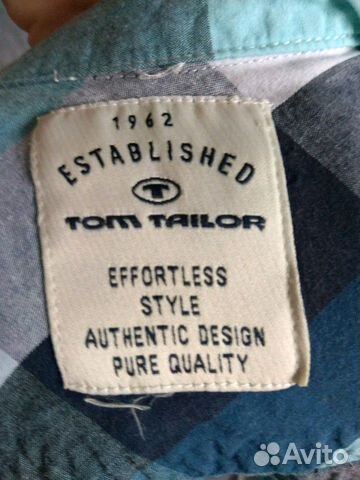 1962
ESTABLISHED
T
TOM TAILOR
EFFORTLESS
STYLE
AUTHENTIC DESIGN
PURE QUALITY
Avito